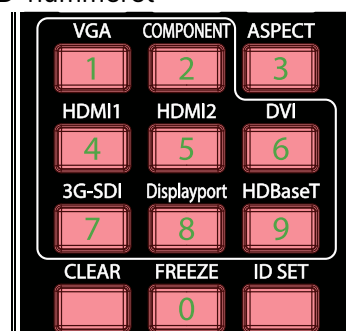 VGA COMPONENT ASPECT
1 2 3
HDMI1 HDMI2 DVI
4 5 6
3G-SDI Displayport HDBaseT
7 8 9
CLEAR FREEZE ID SET
0